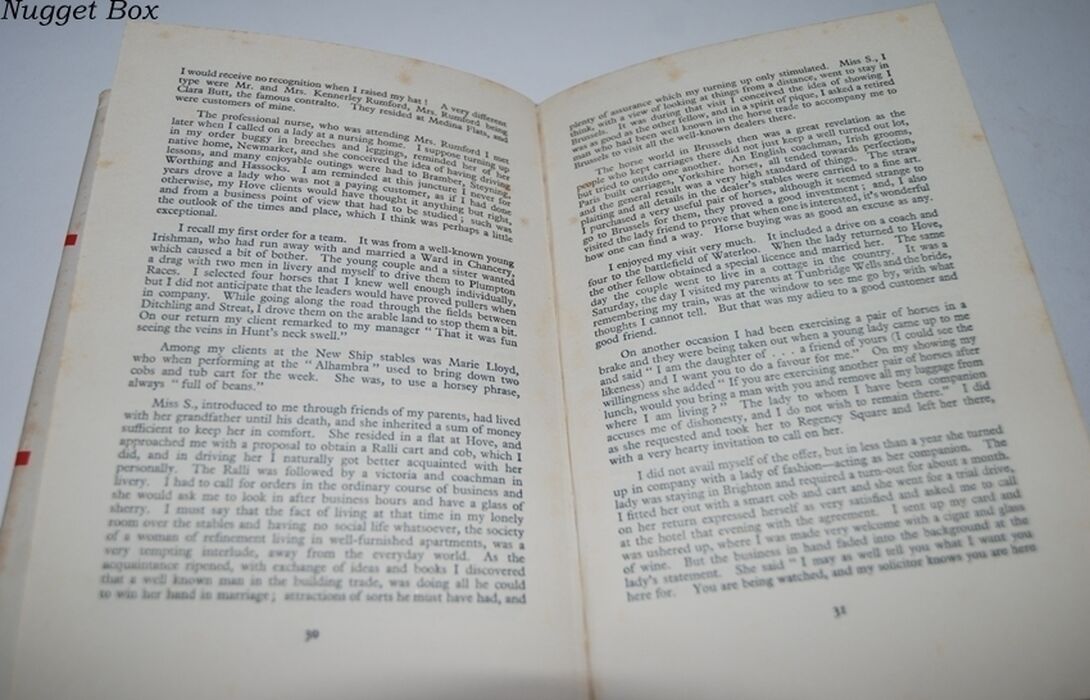 Nugget Box
I would receive no recognition when I raised my hat ! A very different
type were Mr. and Mrs. Kennerley Rumford, Mrs. Rumford being
Clara Butt, the famous contralto. They resided at Medina Flats, and
were customers of mine.
The professional nurse, who was attending Mrs. Rumford I met
later when I called on a lady at a nursing home. I suppose turning up
in my order buggy in breeches and leggings, reminded her of her
native home, Newmarket, and she conceived the idea of having driving
lessons, and many enjoyable outings were had to Bramber, Steyning,
Worthing and Hassocks. I am reminded at this juncture I never for
years drove a lady who was not a paying customer, as if I had done
otherwise, my Hove clients would have thought it anything but right,
and from a business point of view that had to be studied ; such was
the outlook of the times and place, which I think was perhaps a little
exceptional.
I recall my first order for a team. It was from a well-known young
Irishman, who had run away with and married a Ward in Chancery,
which caused a bit of bother. The young couple and a sister wanted
a drag with two men in livery and myself to drive them to Plumpton
Races. I selected four horses that I knew well enough individually,
but I did not anticipate that the leaders would have proved pullers when
in company. While going along the road through the fields between
Ditchling and Streat, I drove them on the arable land to stop them a bit.
On our return my client remarked to my manager " That it was fun
seeing the veins in Hunt's neck swell."
Among my clients at the New Ship stables was Marie Lloyd,
who when performing at the " Alhambra " used to bring down two
cobs and tub cart for the week. She was, to use a horsey phrase,
always " full of beans."
Miss S., introduced to me through friends of my parents, had lived
with her grandfather until his death, and she inherited a sum of money
sufficient to keep her in comfort. She resided in a flat at Hove, and
approached me with a proposal to obtain a Ralli cart and cob, which I
did, and in driving her I naturally got better acquainted with her
personally. The Ralli was followed by a victoria and coachman in
livery. I had to call for orders in the ordinary course of business and
she would ask me to look in after business hours and have a glass of
sherry. I must say that the fact of living at that time in my lonely
room over the stables and having no social life whatsoever, the society
of a woman of refinement living in well-furnished apartments, was a
very tempting interlude, away from the everyday world. As the
acquaintance ripened, with exchange of ideas and books I discovered
that a well known man in the building trade, was doing all he could
to win her hand in marriage ; attractions of sorts he must have had, and
30
plenty of assurance which my turning up only stimulated. Miss S., I
think, with a view of looking at things from a distance, went to stay in
Brussels. It was during that visit I conceived the idea of showing I
was as good as the other fellow, and in a spirit of pique, I asked a retired
man who had been well known in the horse trade to accompany me to
Brussels to visit all the well-known dealers there.
The horse world in Brussels then was a great revelation as the
people who kept carriages there did not just keep a well turned out lot,
but tried to outdo one another. An English coachman, Irish grooms,
Paris built carriages, Yorkshire horses, all tended towards perfection,
and the general result was a very high standard of things. The straw
plaiting and all details in the dealer's stables were carried to a fine art.
I purchased a very useful pair of horses, although it seemed strange to
go to Brussels for them, they proved a good investment ; and, I also
visited the lady friend to prove that when one is interested, it's wonderful
how one can find a way. Horse buying was as good an excuse as any.
I enjoyed my visit very much. It included a drive on a coach and
four to the battlefield of Waterloo. When the lady returned to Hove,
the other fellow obtained a special licence and married her. The same
day the couple went to live in a cottage in the country. It was a
Saturday, the day I visited my parents at Tunbridge Wells and the bride,
remembering my train, was at the window to see me go by, with what
thoughts I cannot tell. But that was my adieu to a good customer and
good friend.
On another occasion I had been exercising a pair of horses in a
brake and they were being taken out when a young lady came up to me
and said " I am the daughter of . . . a friend of yours (I could see the
likeness) and I want you to do a favour for me." On my showing my
willingness she added " If you are exercising another pair of horses after
lunch, would you bring a man with you and remove all my luggage from
where I am living ? " The lady to whom I have been companion
accuses me of dishonesty, and I do not wish to remain there." I did
as she requested and took her to Regency Square and left her there,
with a very hearty invitation to call on her.
I did not avail myself of the offer, but in less than a year she turned
up in company with a lady of fashion—acting as her companion. The
lady was staying in Brighton and required a turn-out for about a month.
I fitted her out with a smart cob and cart and she went for a trial drive,
on her return expressed herself as very satisfied and asked me to call
at the hotel that evening with the agreement. I sent up my card and
was ushered up, where I was made very welcome with a cigar and glass
of wine. But the business in hand faded into the background at the
lady's statement. She said " I may as well tell you what I want you
here for. You are being watched, and my solicitor knows you are here
31